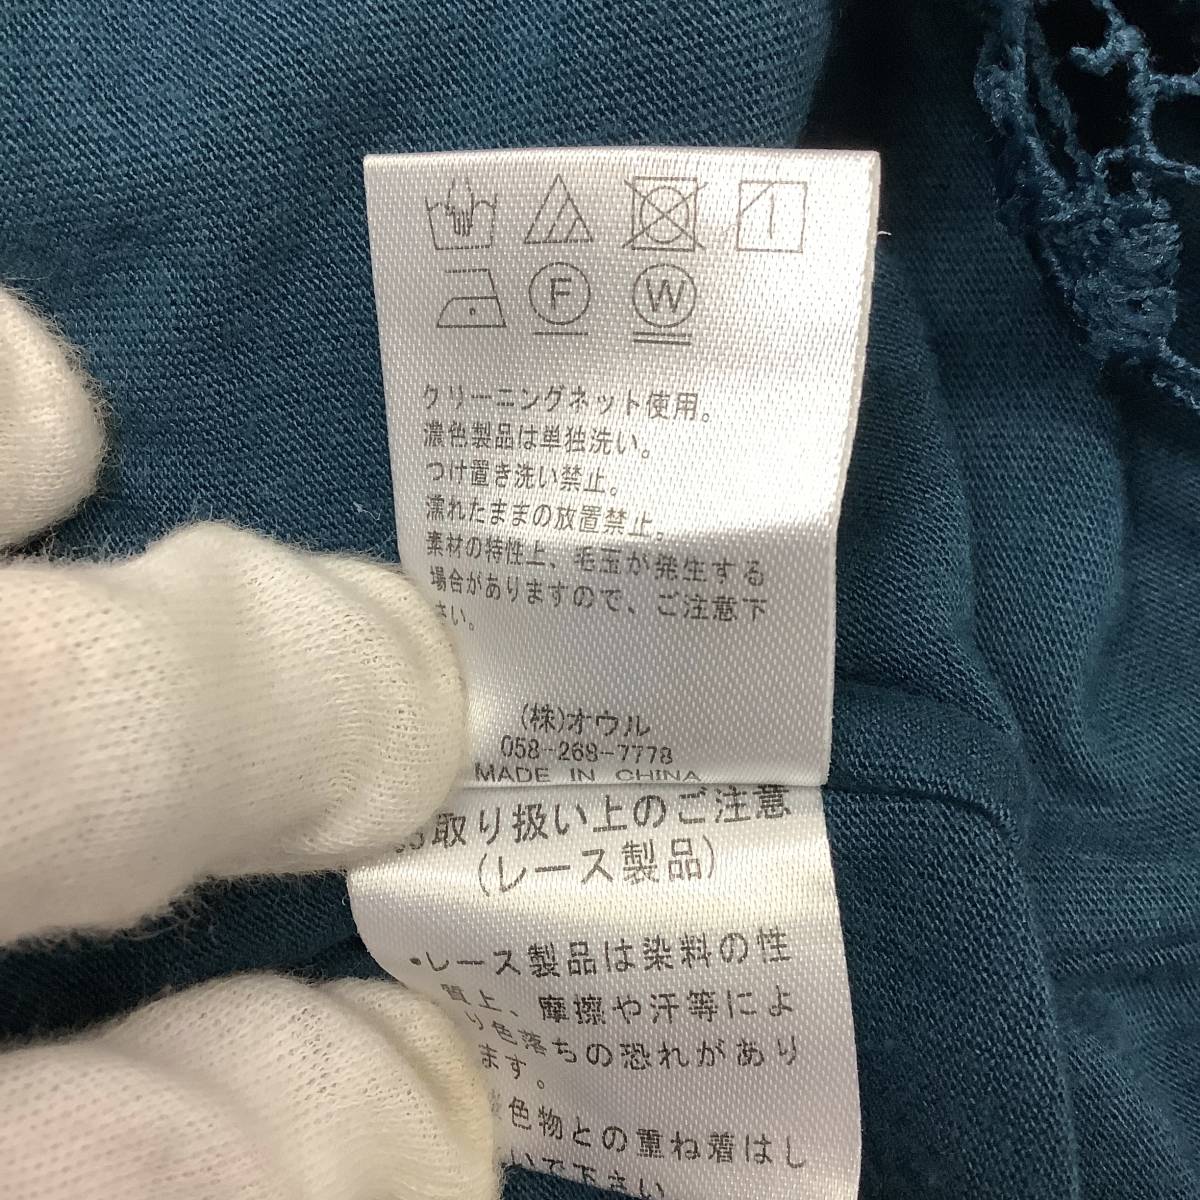 F W
クリーニングネット使用。
濃色製品は単独洗い。
つけ置き洗い禁止。
濡れたままの放置禁止。
素材の特性上、毛玉が発生する
場合がありますので、ご注意下
さい。
(株)オウル
058-268-7778
MADE IN CHINA
お取り扱い上のご注意
(レース製品)
・レース製品は染料の性
質上、摩擦や汗等によ
り色落ちの恐れがあり
ます。
淡色物との重ね着はし
いで下さい